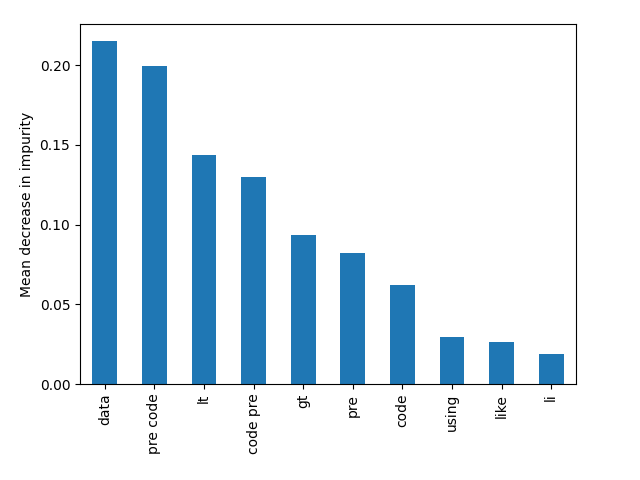 Mean decrease in impurity
0.20
0.15
0.10
0.05
0.00
data
pre code
lt
code pre
gt
pre
code
using
like
li